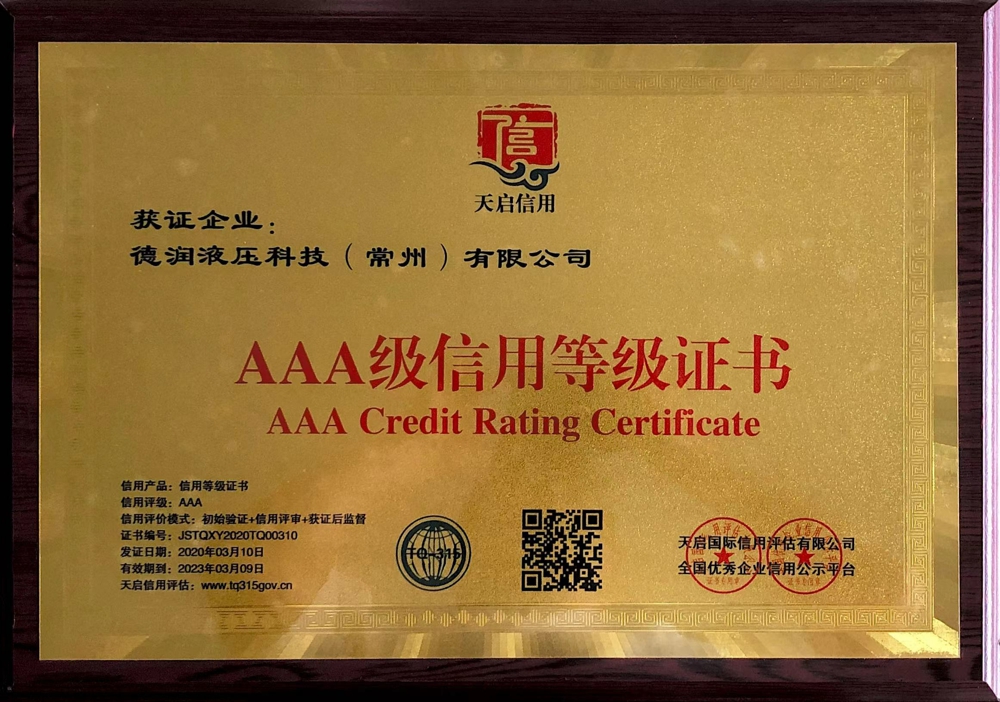 信
天启信用
获证企业：
德润液压科技（常州）有限公司
AAA级信用等级证书
AAA Credit Rating Certificate
信用产品：信用等级证书
信用评级：AAA
信用评价模式：初始验证+信用评审+获证后监督
证书编号：JSTQXY2020TQ00310
发证日期：2020年03月10日
有效期到：2023年03月09日
天启信用评估：www.tq315gov.cn
TQ-315
天启国际信用评估有限公司
全国优秀企业信用公示平台